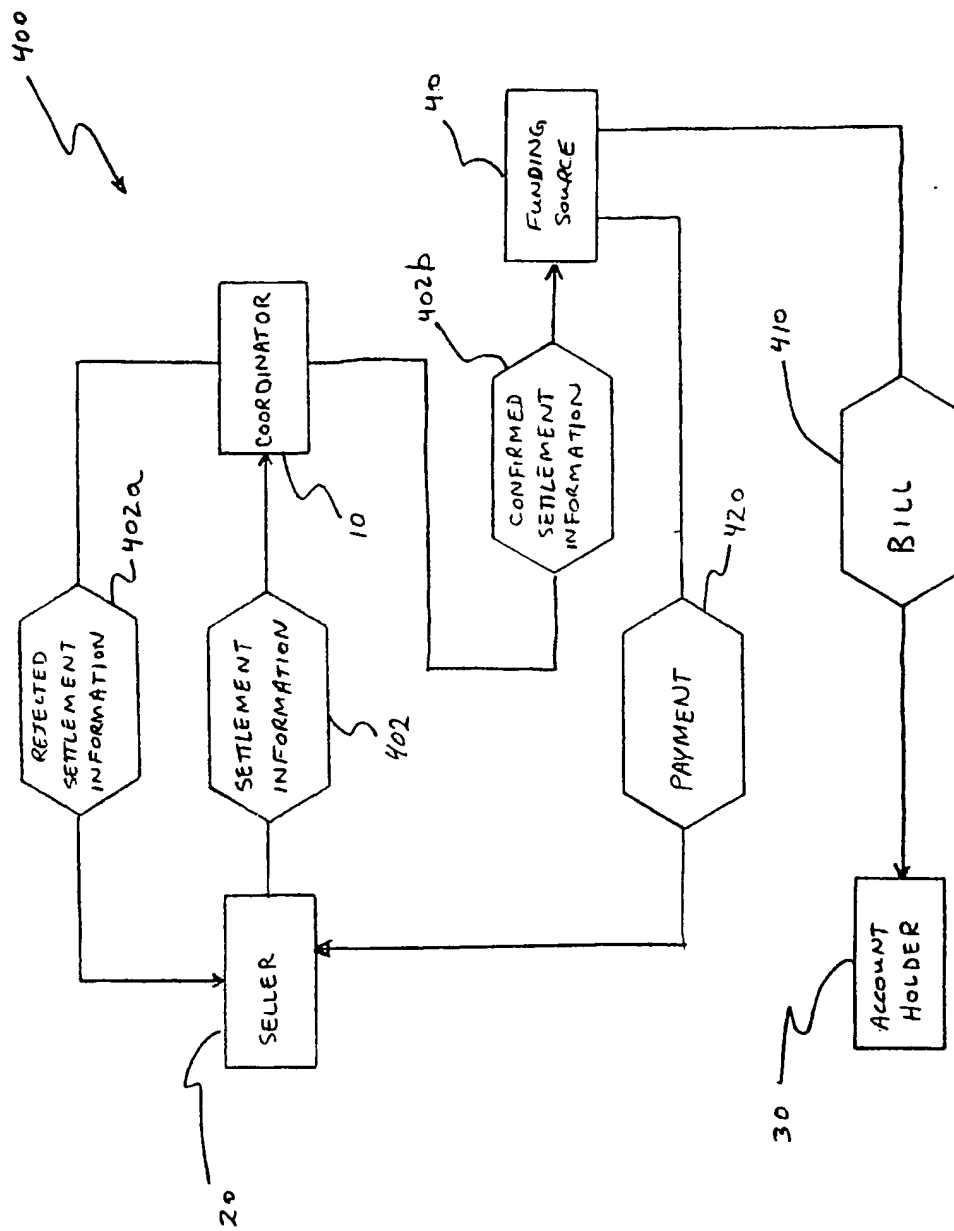 400
REJECTED
SETTLEMENT
INFORMATION
402a
SETTLEMENT
INFORMATION
402
COORDINATOR
10
SELLER
20
CONFIRMED
SETTLEMENT
INFORMATION
402b
FUNDING
SOURCE
40
PAYMENT
420
BILL
410
ACCOUNT
HOLDER
30